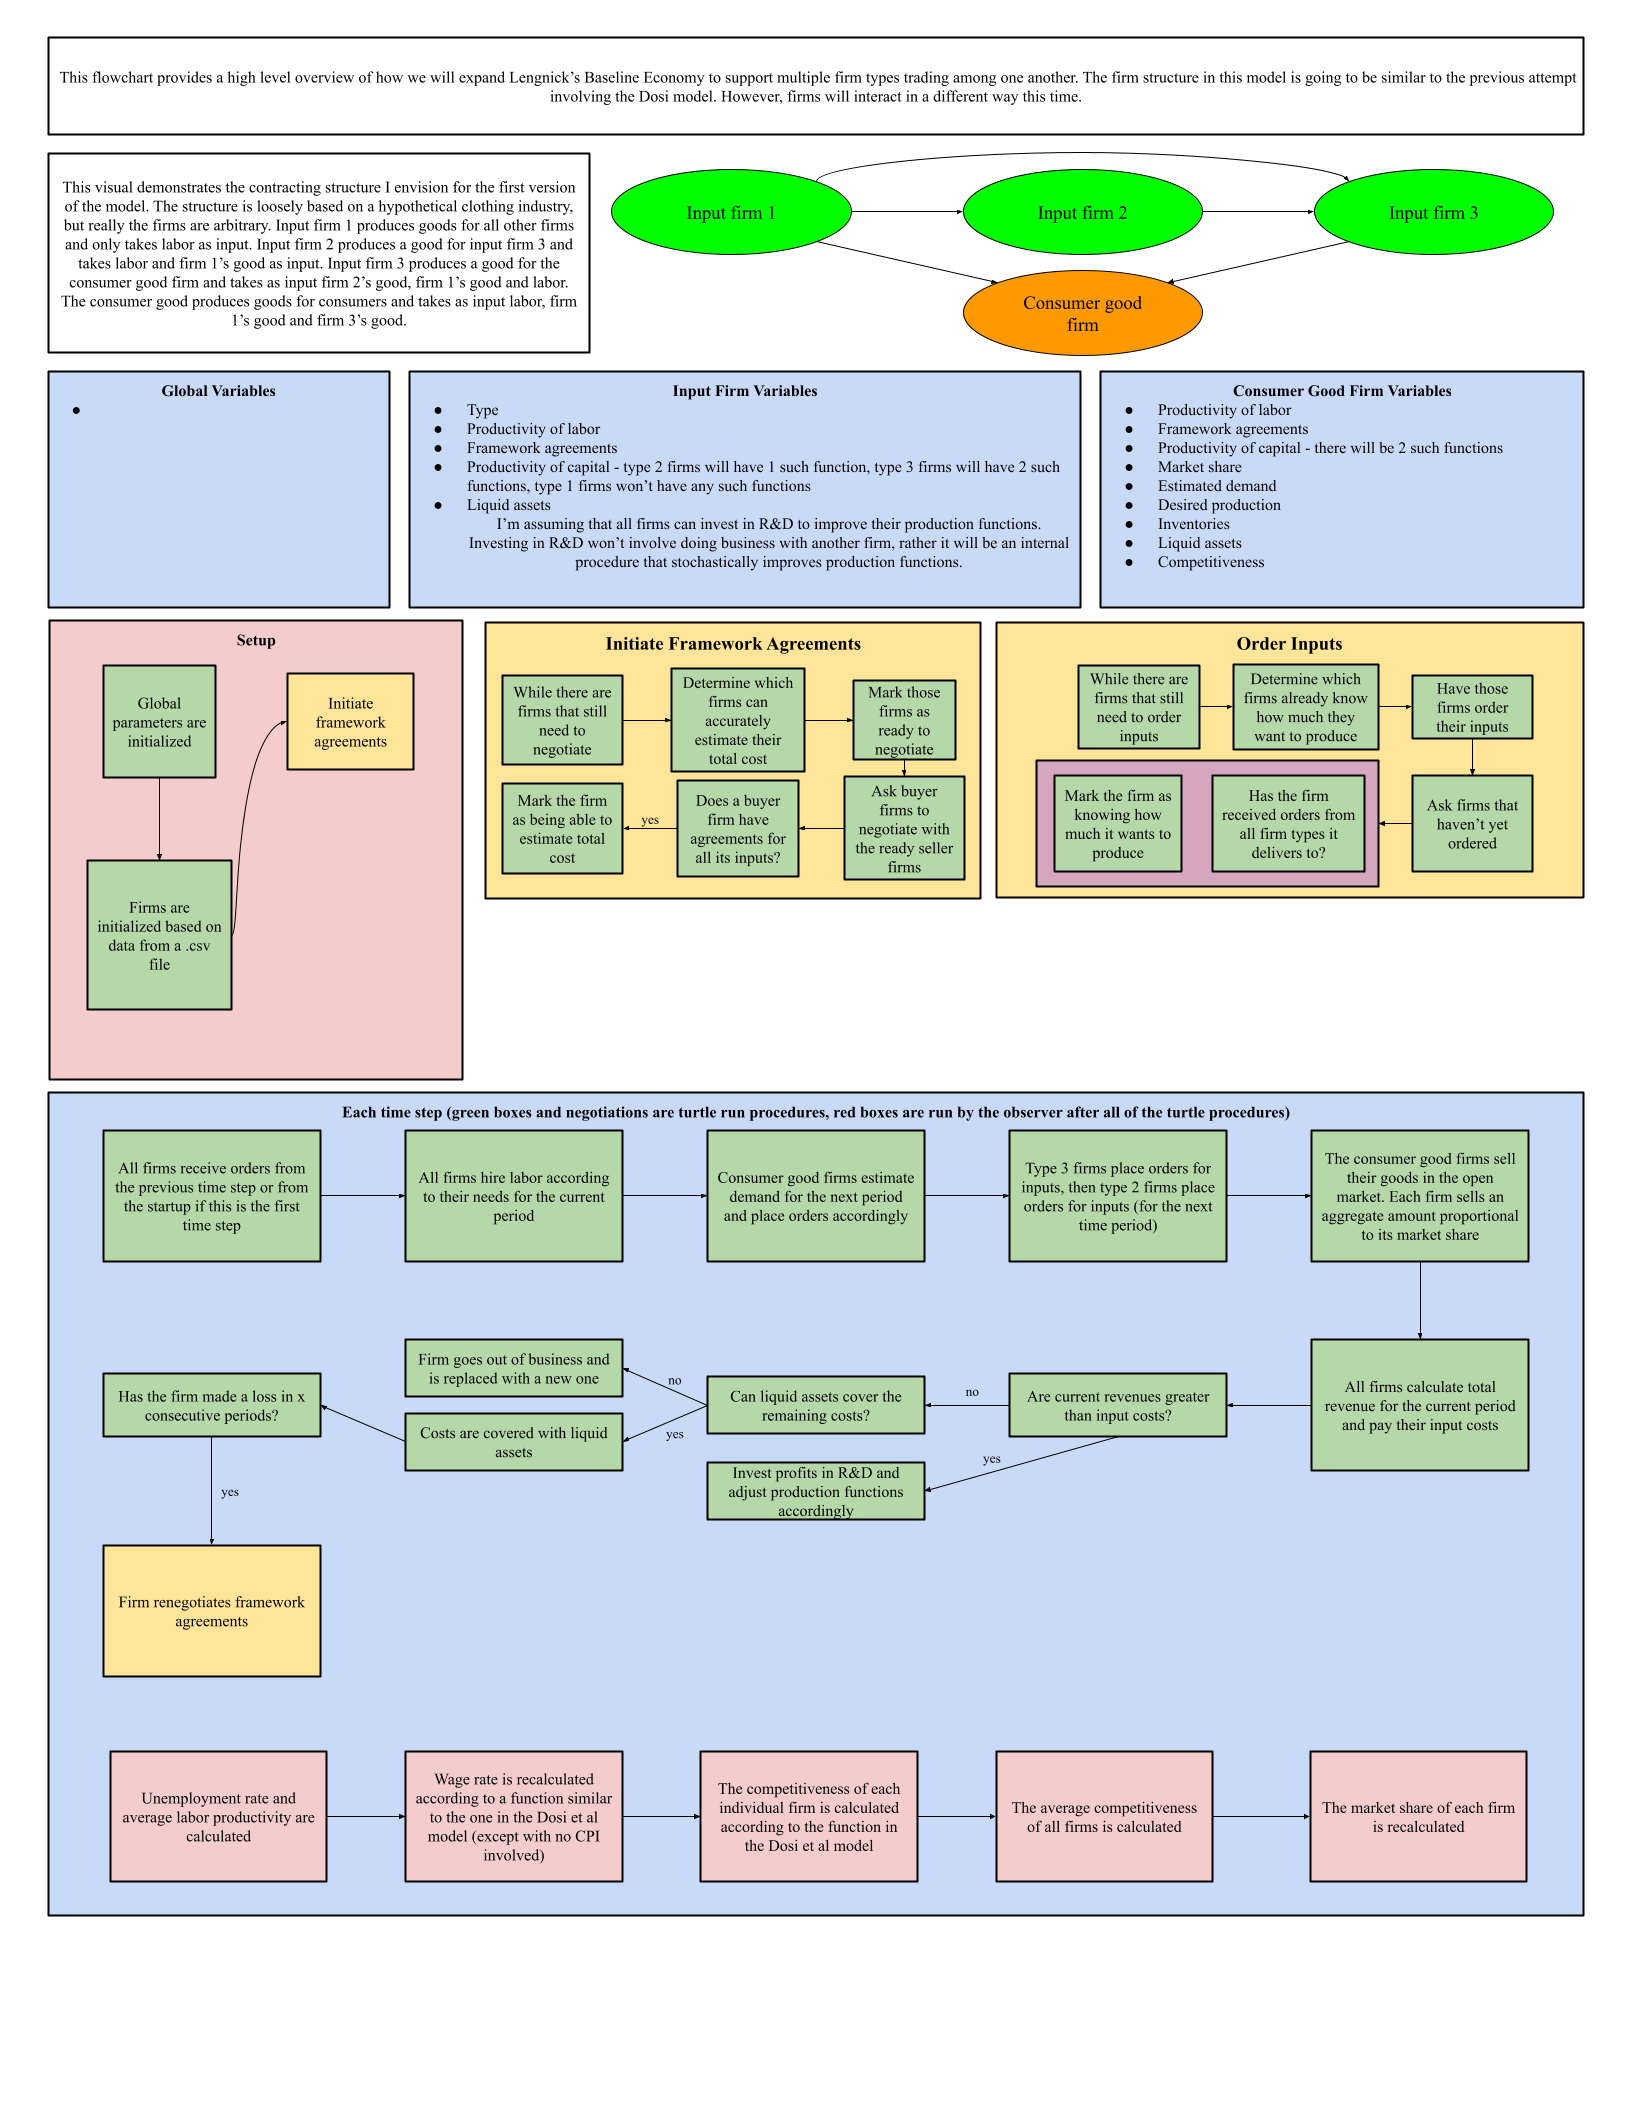 This flowchart provides a high level overview of how we will expand Lengnick's Baseline Economy to support multiple firm types trading among one another. The firm structure in this model is going to be similar to the previous attempt
involving the Dosi model. However, firms will interact in a different way this time.
This visual demonstrates the contracting structure I envision for the first version
of the model. The structure is loosely based on a hypothetical clothing industry,
but really the firms are arbitrary. Input firm 1 produces goods for all other firms
and only takes labor as input. Input firm 2 produces a good for input firm 3 and
takes labor and firm 1's good as input. Input firm 3 produces a good for the
consumer good firm and takes as input firm 2's good, firm 1's good and labor.
The consumer good produces goods for consumers and takes as input labor, firm
1's good and firm 3's good.
Input firm 1
Input firm 2
Input firm 3
Consumer good
firm
Global Variables
●
Input Firm Variables
● Type
● Productivity of labor
● Framework agreements
● Productivity of capital - type 2 firms will have 1 such function, type 3 firms will have 2 such
functions, type 1 firms won't have any such functions
● Liquid assets
I'm assuming that all firms can invest in R&D to improve their production functions.
Investing in R&D won't involve doing business with another firm, rather it will be an internal
procedure that stochastically improves production functions.
Consumer Good Firm Variables
● Productivity of labor
● Framework agreements
● Productivity of capital - there will be 2 such functions
● Market share
● Estimated demand
● Desired production
● Inventories
● Liquid assets
● Competitiveness
Setup
Global
parameters are
initialized
Initiate
framework
agreements
Firms are
initialized based on
data from a .csv
file
Initiate Framework Agreements
While there are
firms that still
need to
negotiate
Determine which
firms can
accurately
estimate their
total cost
Mark those
firms as
ready to
negotiate
Ask buyer
firms to
negotiate with
the ready seller
firms
Does a buyer
firm have
agreements for
all its inputs?
yes
Mark the firm
as being able to
estimate total
cost
Order Inputs
While there are
firms that still
need to order
inputs
Determine which
firms already know
how much they
want to produce
Have those
firms order
their inputs
Ask firms that
haven't yet
ordered
Has the firm
received orders from
all firm types it
delivers to?
Mark the firm as
knowing how
much it wants to
produce
Each time step (green boxes and negotiations are turtle run procedures, red boxes are run by the observer after all of the turtle procedures)
All firms receive orders from
the previous time step or from
the startup if this is the first
time step
All firms hire labor according
to their needs for the current
period
Consumer good firms estimate
demand for the next period
and place orders accordingly
Type 3 firms place orders for
inputs, then type 2 firms place
orders for inputs (for the next
time period)
The consumer good firms sell
their goods in the open
market. Each firm sells an
aggregate amount proportional
to its market share
All firms calculate total
revenue for the current period
and pay their input costs
Are current revenues greater
than input costs?
no
yes
Can liquid assets cover the
remaining costs?
Invest profits in R&D and
adjust production functions
accordingly
no
yes
Firm goes out of business and
is replaced with a new one
Costs are covered with liquid
assets
Has the firm made a loss in x
consecutive periods?
yes
Firm renegotiates framework
agreements
Unemployment rate and
average labor productivity are
calculated
Wage rate is recalculated
according to a function similar
to the one in the Dosi et al
model (except with no CPI
involved)
The competitiveness of each
individual firm is calculated
according to the function in
the Dosi et al model
The average competitiveness
of all firms is calculated
The market share of each firm
is recalculated